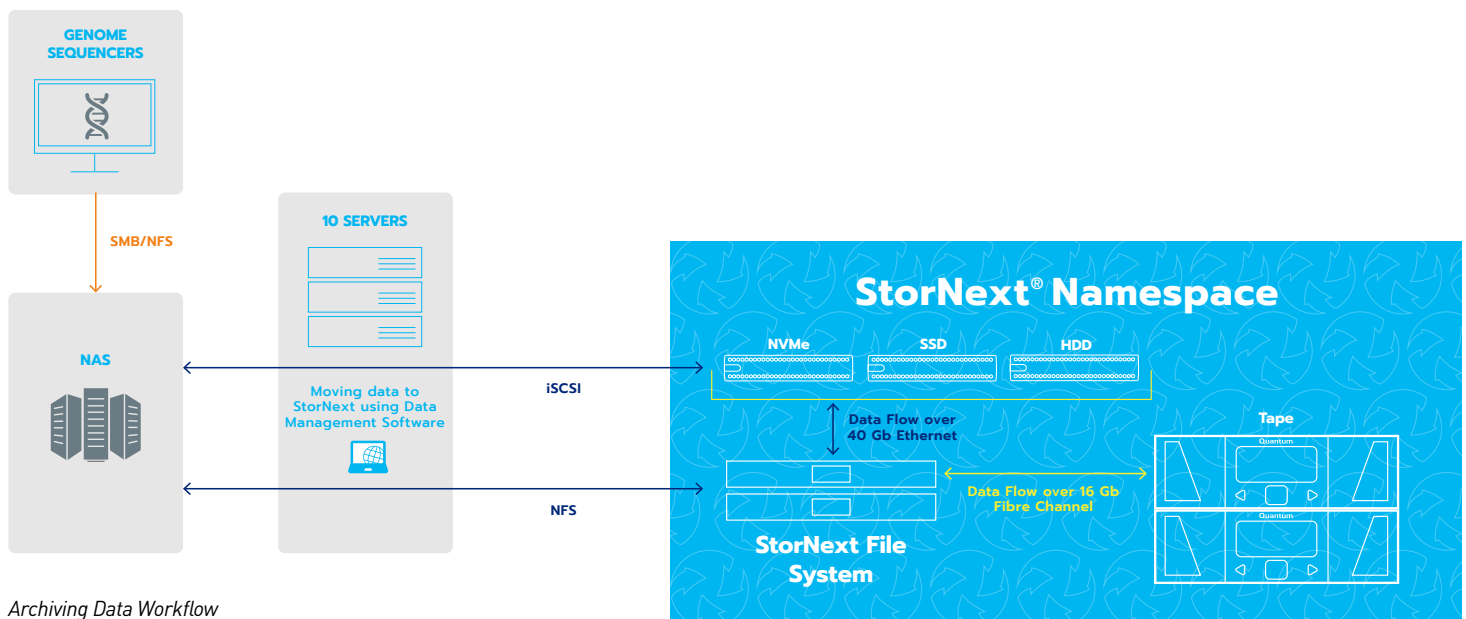 GENOME
SEQUENCERS
SMB/NFS
NAS
10 SERVERS
Moving data to
StorNext using Data
Management Software
iSCSI
NFS
StorNext® Namespace
NVMe
SSD
HDD
Data Flow over
40 Gb Ethernet
Data Flow over 16 Gb
Fibre Channel
StorNext File
System
Tape
Quantum
Quantum
Archiving Data Workflow